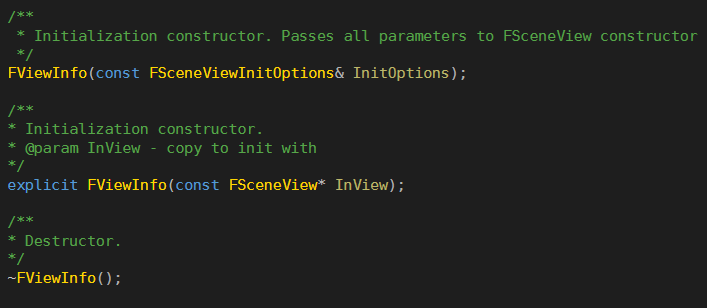 /**
 * Initialization constructor. Passes all parameters to FSceneView constructor
 */
FViewInfo(const FSceneViewInitOptions& InitOptions);
/**
* Initialization constructor.
* @param InView - copy to init with
*/
explicit FViewInfo(const FSceneView* InView);
/**
* Destructor.
*/
~FViewInfo();